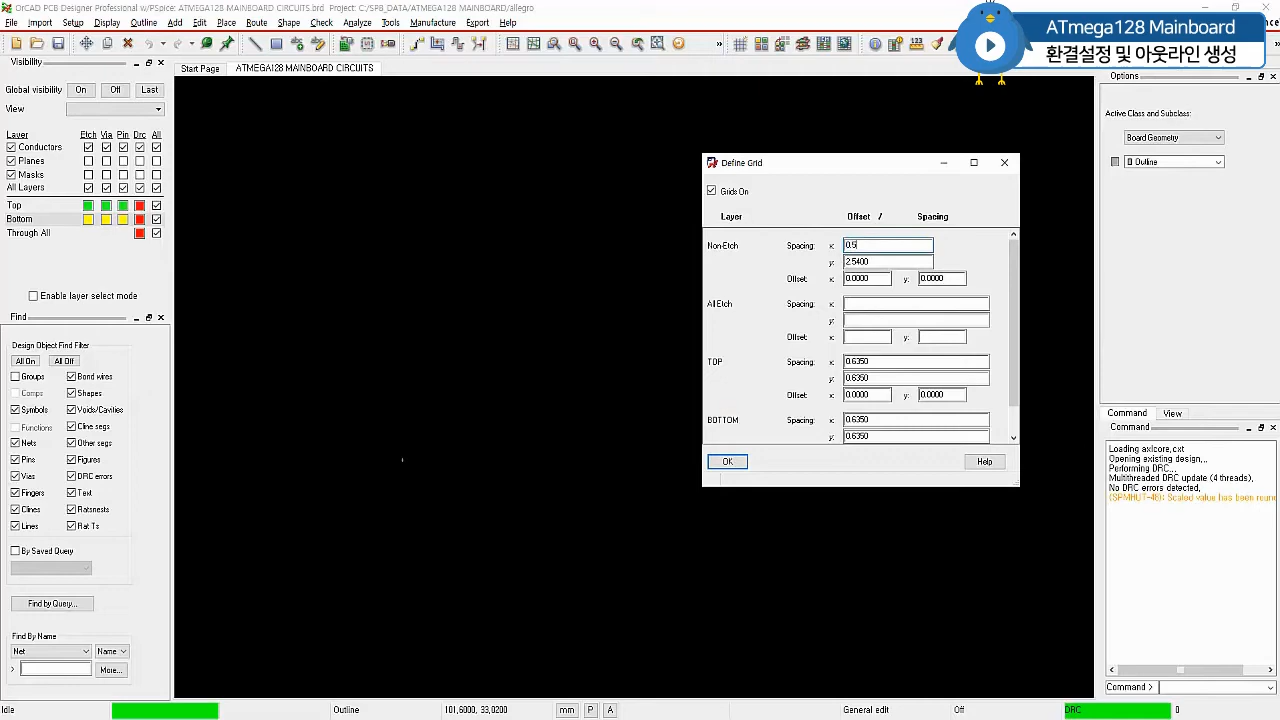 OrCAD PCB Designer Professional w/PSpice: ATMEGA128 MAINBOARD CIRCUITS.brd Project: C:/SPB_DATA/ATMEGA128 MAINBOARD/allegro
File Import Setup Display Outline Add Edit Place Route Shape Check Tools Manufacture Export Help
ATmega128 Mainboard
환결설정 및 아웃라인 생성
Visibility
Start Page ATMEGA128 MAINBOARD CIRCUITS
Options
Global visibility On Off Last
View
Layer Etch Via Pin Drc All
Conductors
Planes
Masks
All Layers
Top
Bottom
Through All
Enable layer select mode
Find
Design Object Find Filter
All On All Off
Groups Bond wires
Comps Shapes
Symbols Voids/Cavities
Functions Cline segs
Nets Other segs
Pins Figures
Vias DRC errors
Fingers Text
Clines Ratsnests
Lines Rat Ts
By Saved Query
Find by Query...
Find By Name
Net Name
> More...
Define Grid
Grids On
Layer Offset / Spacing
Non-Etch Spacing: x: 0.5
y: 2.5400
Offset: x: 0.0000 y: 0.0000
All Etch Spacing: x:
y:
Offset: x: y:
TOP Spacing: x: 0.6350
y: 0.6350
Offset: x: 0.0000 y: 0.0000
BOTTOM Spacing: x: 0.6350
y: 0.6350
OK Help
Active Class and Subclass:
Board Geometry
Outline
Command View
Command
Loading axlcore.cxt
Opening existing design...
Performing DRC...
Multithreaded DRC update (4 threads).
No DRC errors detected.
(SPMHUT-48): Scaled value has been roun
Command >
Idle Outline 101.6000, 33.0200 mm P A General edit Off DRC 0